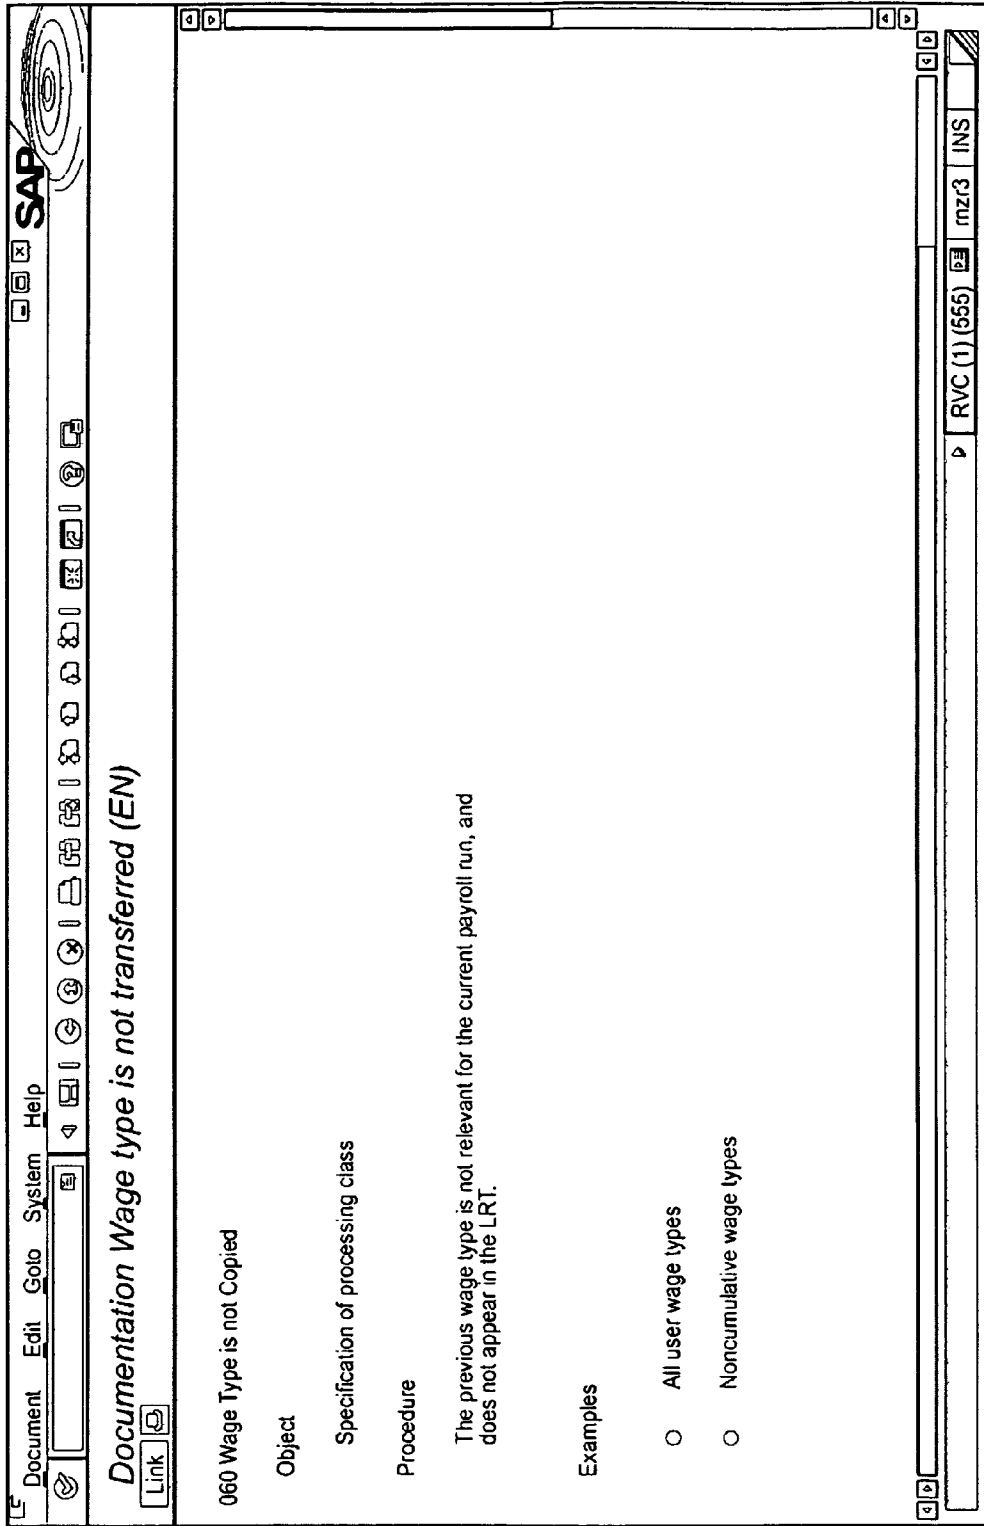 Document Edit Goto System Help
SAP
Documentation Wage type is not transferred (EN)
Link
060 Wage Type is not Copied
Object
Specification of processing class
Procedure
The previous wage type is not relevant for the current payroll run, and
does not appear in the LRT.
Examples
All user wage types
Noncumulative wage types
RVC (1) (555) mzr3 INS